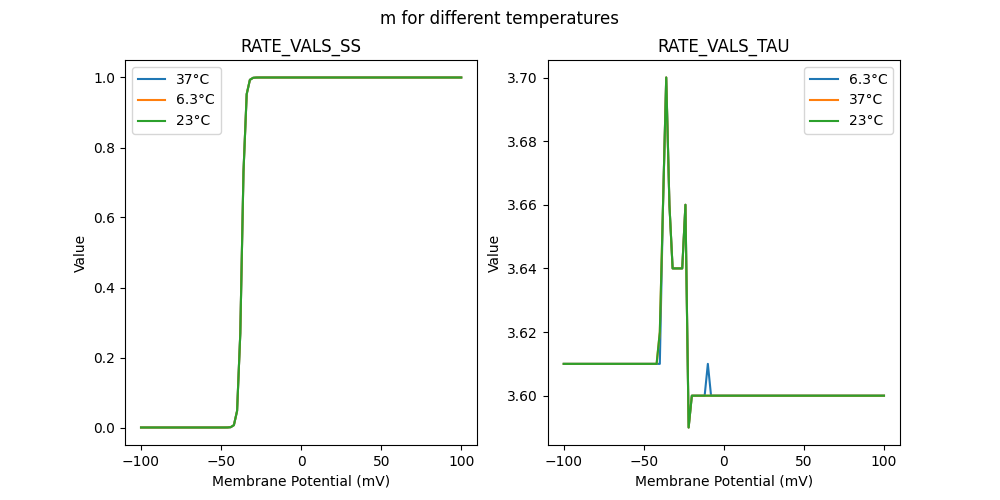 m for different temperatures
RATE_VALS_SS
RATE_VALS_TAU
37°C
6.3°C
23°C
6.3°C
37°C
23°C
1.0
0.8
0.6
0.4
0.2
0.0
Value
−100
−50
0
50
100
Membrane Potential (mV)
3.70
3.68
3.66
3.64
3.62
3.60
Value
−100
−50
0
50
100
Membrane Potential (mV)